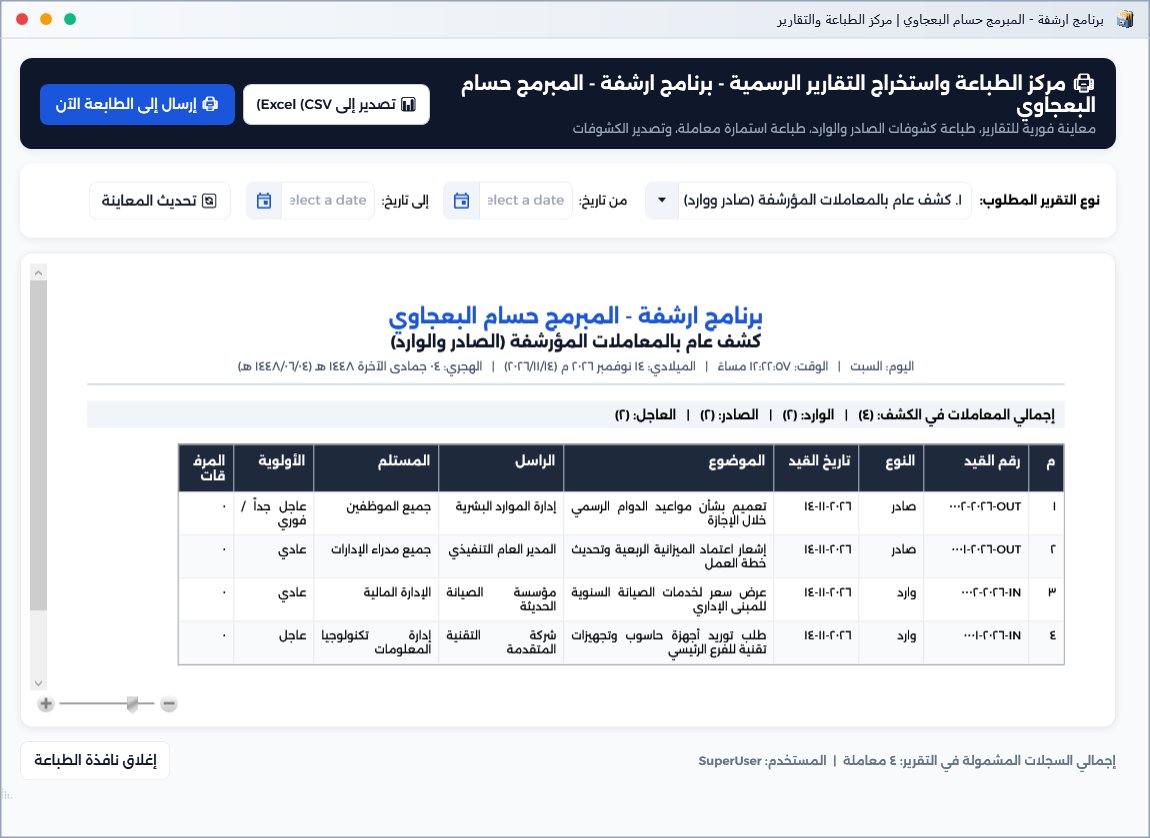 برنامج ارشفة - المبرمج حسام البعجاوي | مركز الطباعة والتقارير
مركز الطباعة واستخراج التقارير الرسمية - برنامج ارشفة - المبرمج حسام
البعجاوي
معاينة فورية للتقارير، طباعة كشوفات الصادر والوارد، طباعة استمارة معاملة، وتصدير الكشوفات
تصدير إلى Excel (CSV)
إرسال إلى الطابعة الآن
نوع التقرير المطلوب: ١. كشف عام بالمعاملات المؤرشفة (صادر ووارد) من تاريخ: elect a date إلى تاريخ: elect a date تحديث المعاينة
برنامج ارشفة - المبرمج حسام البعجاوي
كشف عام بالمعاملات المؤرشفة (الصادر والوارد)
اليوم: السبت | الوقت: ١٢:٢٢:٥٧ مساءً | الميلادي: ١٤ نوفمبر ٢٠٢٦ م (٢٠٢٦/١١/١٤) | الهجري: ٠٤ جمادى الآخرة ١٤٤٨ هـ (١٤٤٨/٠٦/٠٤ هـ)
إجمالي المعاملات في الكشف: (٤) | الوارد: (٢) | الصادر: (٢) | العاجل: (٢)
م رقم القيد النوع تاريخ القيد الموضوع الراسل المستلم الأولوية المرف
قات
١ OUT-٢٠٢٦-٠٠٠٢ صادر ٢٠٢٦-١١-١٤ تعميم بشأن مواعيد الدوام الرسمي إدارة الموارد البشرية جميع الموظفين عاجل جداً / ٠
خلال الإجازة فوري
٢ OUT-٢٠٢٦-٠٠٠١ صادر ٢٠٢٦-١١-١٤ إشعار اعتماد الميزانية الربعية وتحديث المدير العام التنفيذي جميع مدراء الإدارات عادي ٠
خطة العمل
٣ IN-٢٠٢٦-٠٠٠٢ وارد ٢٠٢٦-١١-١٤ عرض سعر لخدمات الصيانة السنوية مؤسسة الصيانة الإدارة المالية عادي ٠
للمبنى الإداري الحديثة
٤ IN-٢٠٢٦-٠٠٠١ وارد ٢٠٢٦-١١-١٤ طلب توريد أجهزة حاسوب وتجهيزات شركة التقنية إدارة تكنولوجيا عاجل ٠
تقنية للفرع الرئيسي المتقدمة المعلومات
إجمالي السجلات المشمولة في التقرير: ٤ معاملة | المستخدم: SuperUser
إغلاق نافذة الطباعة